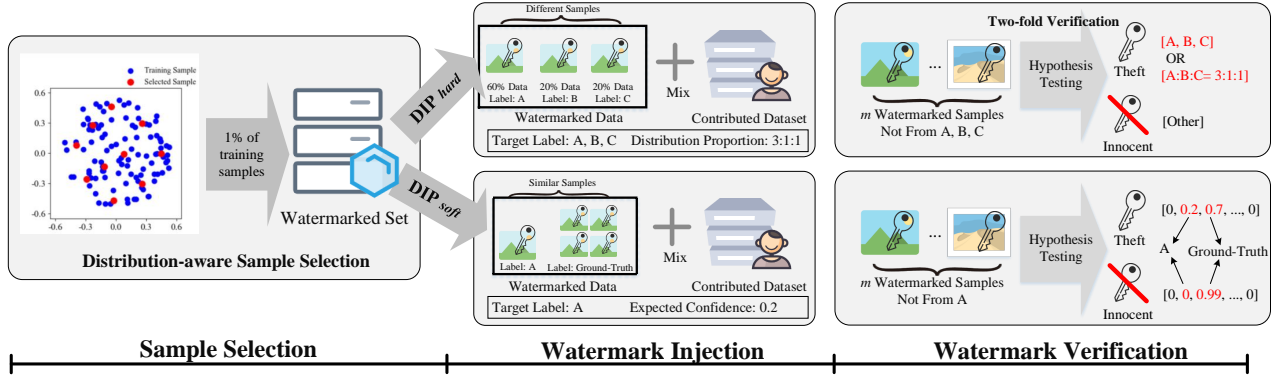 Training Sample
Selected Sample
0.6
0.3
0.0
-0.3
-0.6
-0.6
-0.3
0.0
0.3
0.6
1% of
training
samples
Watermarked Set
Distribution-aware Sample Selection
DIP hard
DIP soft
Different Samples
60% Data
Label: A
20% Data
Label: B
20% Data
Label: C
Watermarked Data
Mix
Contributed Dataset
Target Label: A, B, C Distribution Proportion: 3:1:1
Similar Samples
Label: A
Label: Ground-Truth
Watermarked Data
Mix
Contributed Dataset
Target Label: A Expected Confidence: 0.2
Two-fold Verification
...
m Watermarked Samples
Not From A, B, C
Hypothesis
Testing
Theft
[A, B, C]
OR
[A:B:C= 3:1:1]
Innocent
[Other]
...
m Watermarked Samples
Not From A
Hypothesis
Testing
Theft
[0, 0.2, 0.7, ..., 0]
A
Ground-Truth
Innocent
[0, 0, 0.99, ..., 0]
Sample Selection
Watermark Injection
Watermark Verification